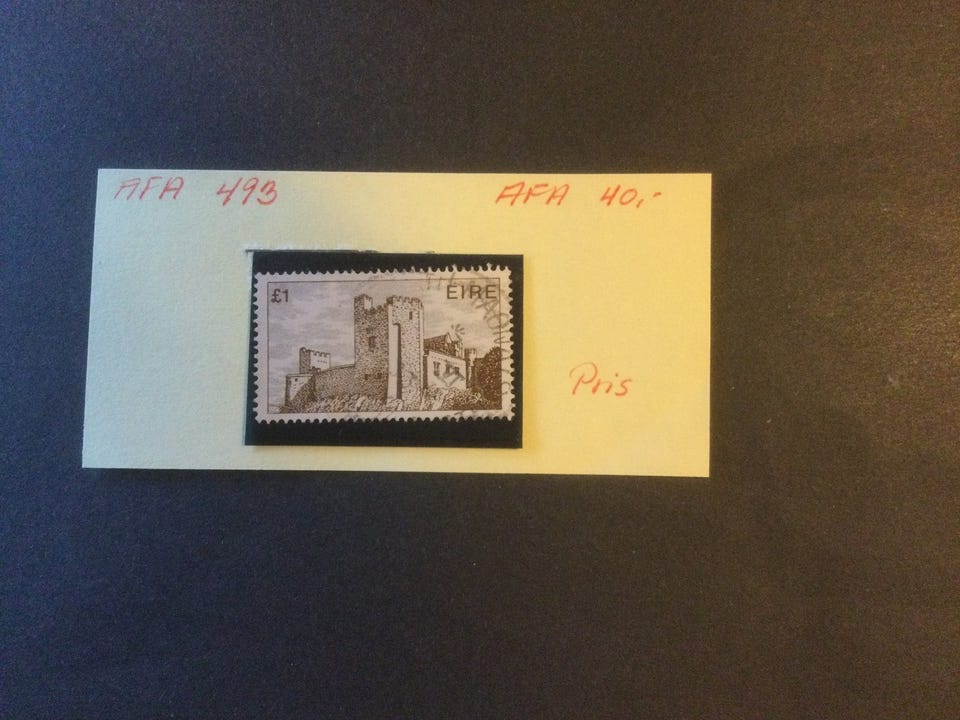 AFA 493 AFA 40,-
£1 EIRE
Pris